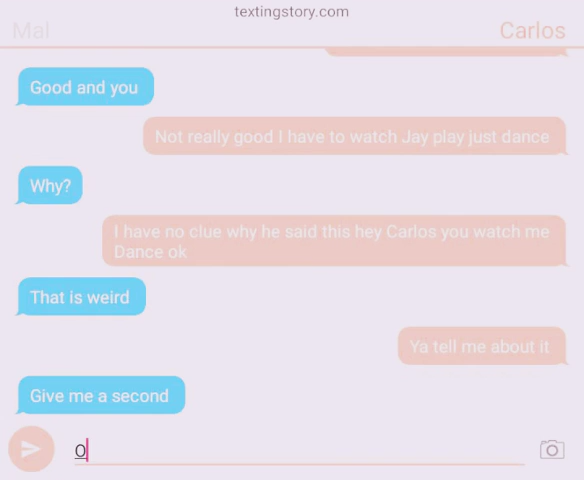 textingstory.com
Mal
Carlos
Good and you
Not really good I have to watch Jay play just dance
Why?
I have no clue why he said this hey Carlos you watch me
Dance ok
That is weird
Ya tell me about it
Give me a second
O